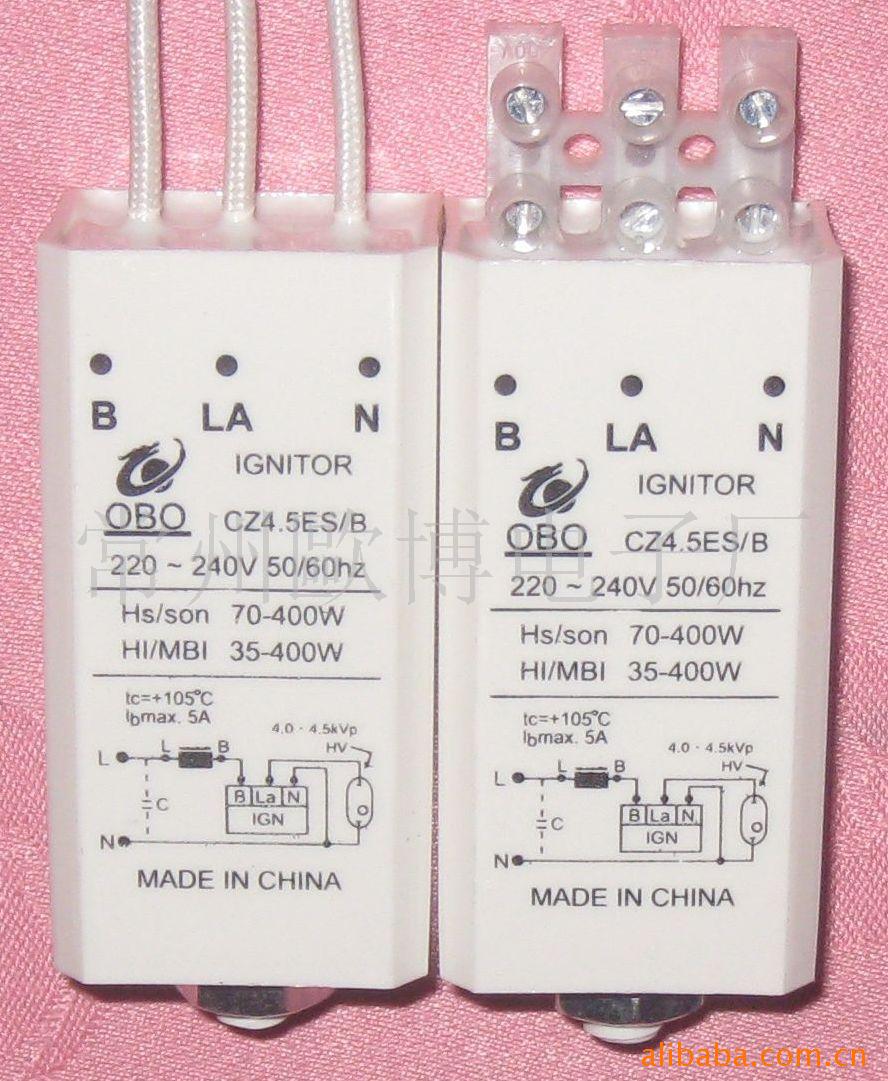 B LA N
IGNITOR
OBO CZ4.5ES/B
220 ~ 240V 50/60hz
Hs/son 70-400W
HI/MBI 35-400W
tc=+105°C
Ibmax. 5A
4.0 - 4.5kVp
HV
L L B
B La N
C
IGN
N
MADE IN CHINA
B LA N
IGNITOR
OBO CZ4.5ES/B
220 ~ 240V 50/60hz
Hs/son 70-400W
HI/MBI 35-400W
tc=+105°C
Ibmax. 5A
4.0 - 4.5kVp
HV
L L B
B La N
C
IGN
N
MADE IN CHINA
常州歐博电子厂
alibaba.com.cn